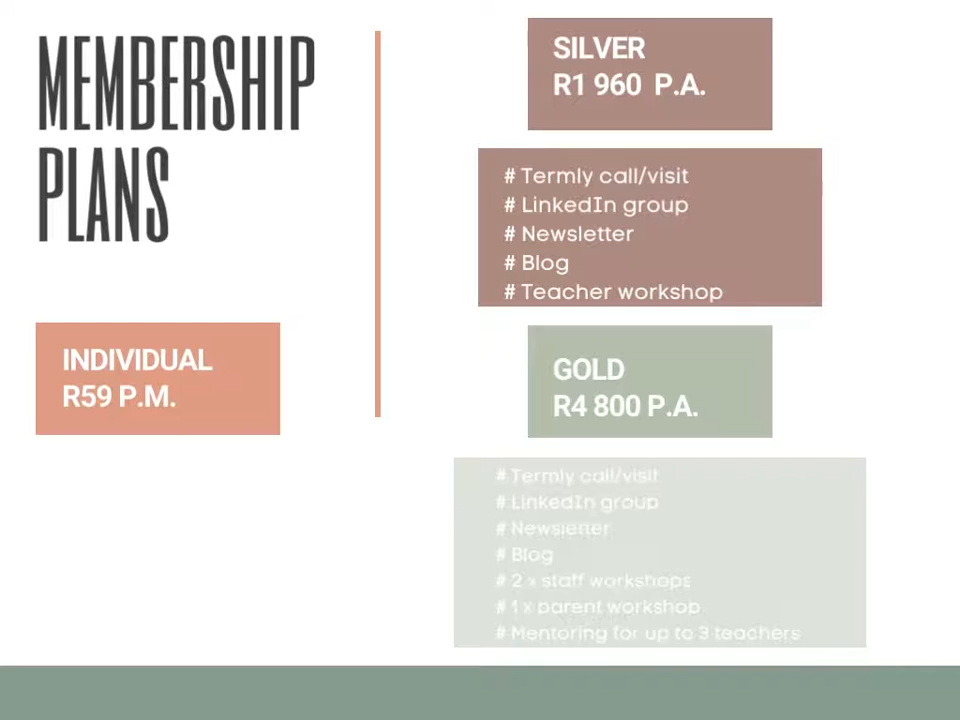 MEMBERSHIP
PLANS
INDIVIDUAL
R59 P.M.
SILVER
R1 960 P.A.
# Termly call/visit
# LinkedIn group
# Newsletter
# Blog
# Teacher workshop
GOLD
R4 800 P.A.
# Termly call/visit
# LinkedIn group
# Newsletter
# Blog
# 2 x staff workshops
# 1 x parent workshop
# Mentoring for up to 3 teachers